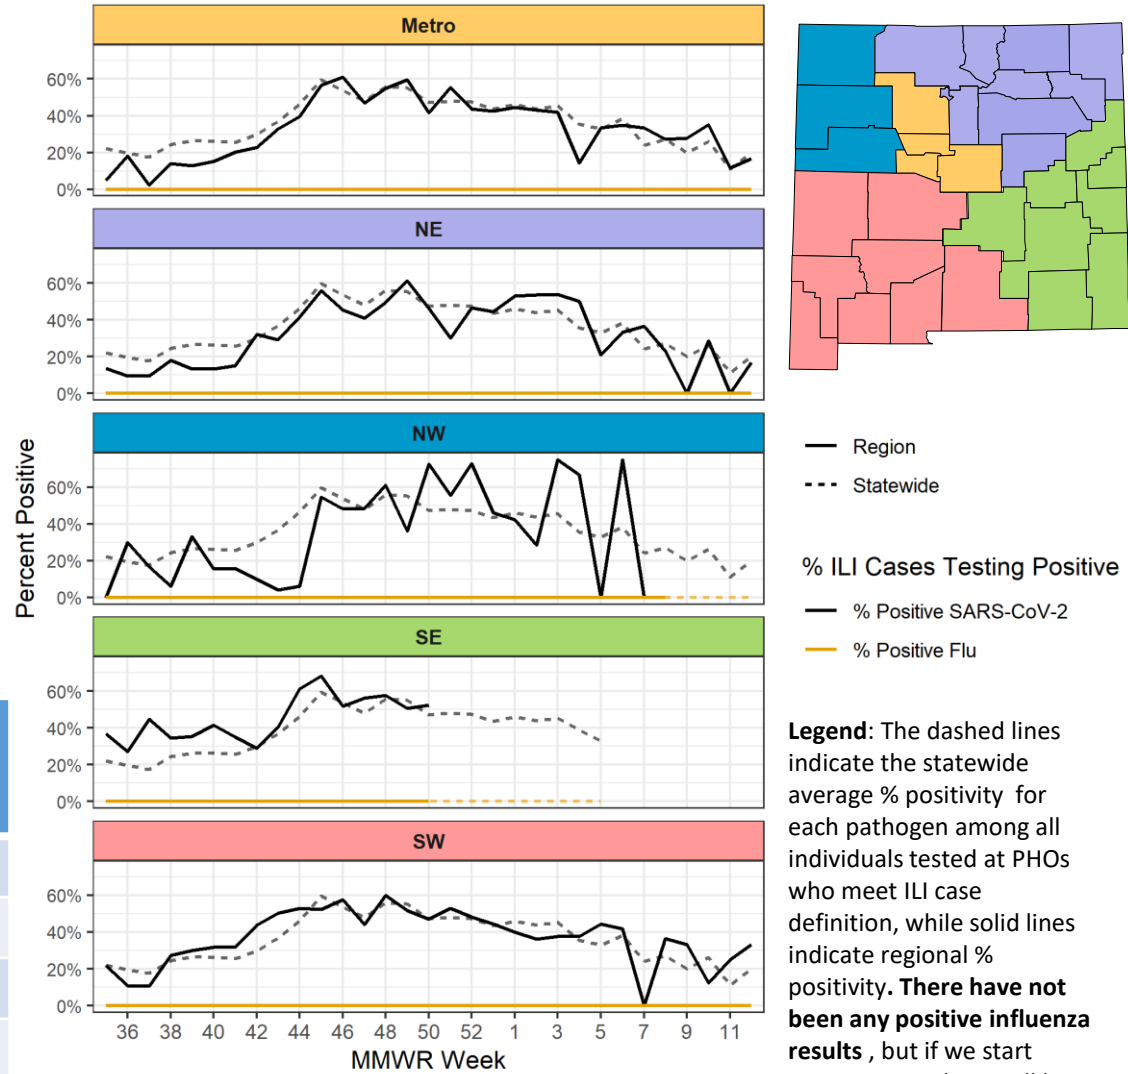 Metro
60%
40%
20%
0%
NE
60%
40%
20%
0%
NW
60%
40%
20%
0%
SE
60%
40%
20%
0%
SW
60%
40%
20%
0%
36 38 40 42 44 46 48 50 52 1 3 5 7 9 11
MMWR Week
Percent Positive
Region
Statewide
% ILI Cases Testing Positive
% Positive SARS-CoV-2
% Positive Flu
Legend: The dashed lines
indicate the statewide
average % positivity for
each pathogen among all
individuals tested at PHOs
who meet ILI case
definition, while solid lines
indicate regional %
positivity. There have not
been any positive influenza
results , but if we start